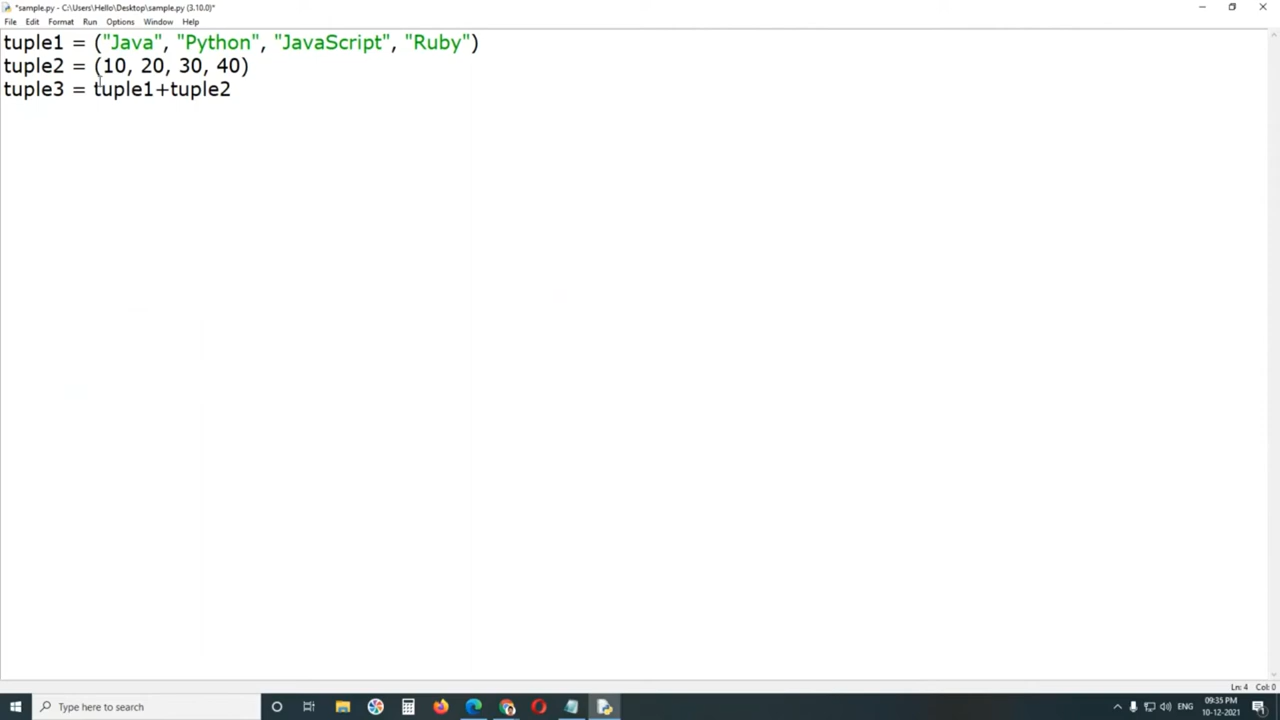 *sample.py - C:\Users\Hello\Desktop\sample.py (3.10.0)*
File Edit Format Run Options Window Help
tuple1 = ("Java", "Python", "JavaScript", "Ruby")
tuple2 = (10, 20, 30, 40)
tuple3 = tuple1+tuple2
Ln: 4 Col: 0
Type here to search
ENG
09:35 PM
10-12-2021
1